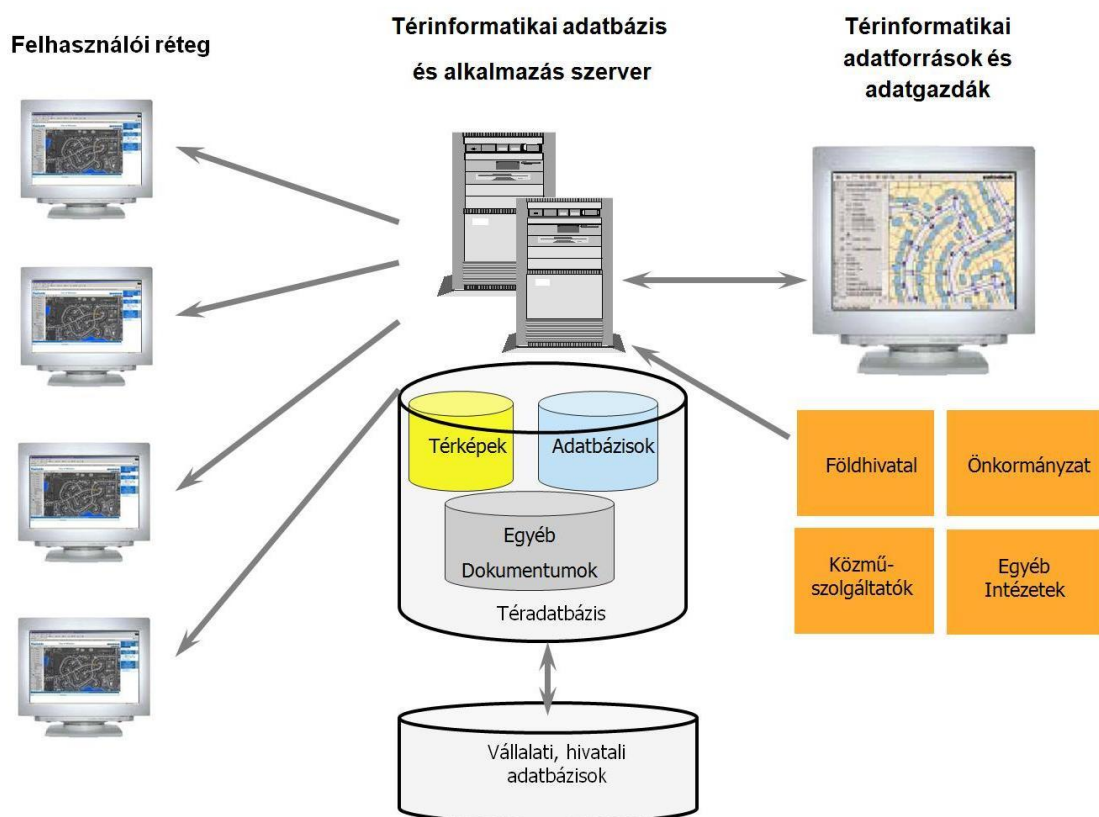 Felhasználói réteg
Térinformatikai adatbázis
és alkalmazás szerver
Térinformatikai
adatforrások és
adatgazdák
Térképek
Adatbázisok
Egyéb
Dokumentumok
Téradatbázis
Vállalati, hivatali
adatbázisok
Földhivatal
Önkormányzat
Közmű-
szolgáltatók
Egyéb
Intézetek